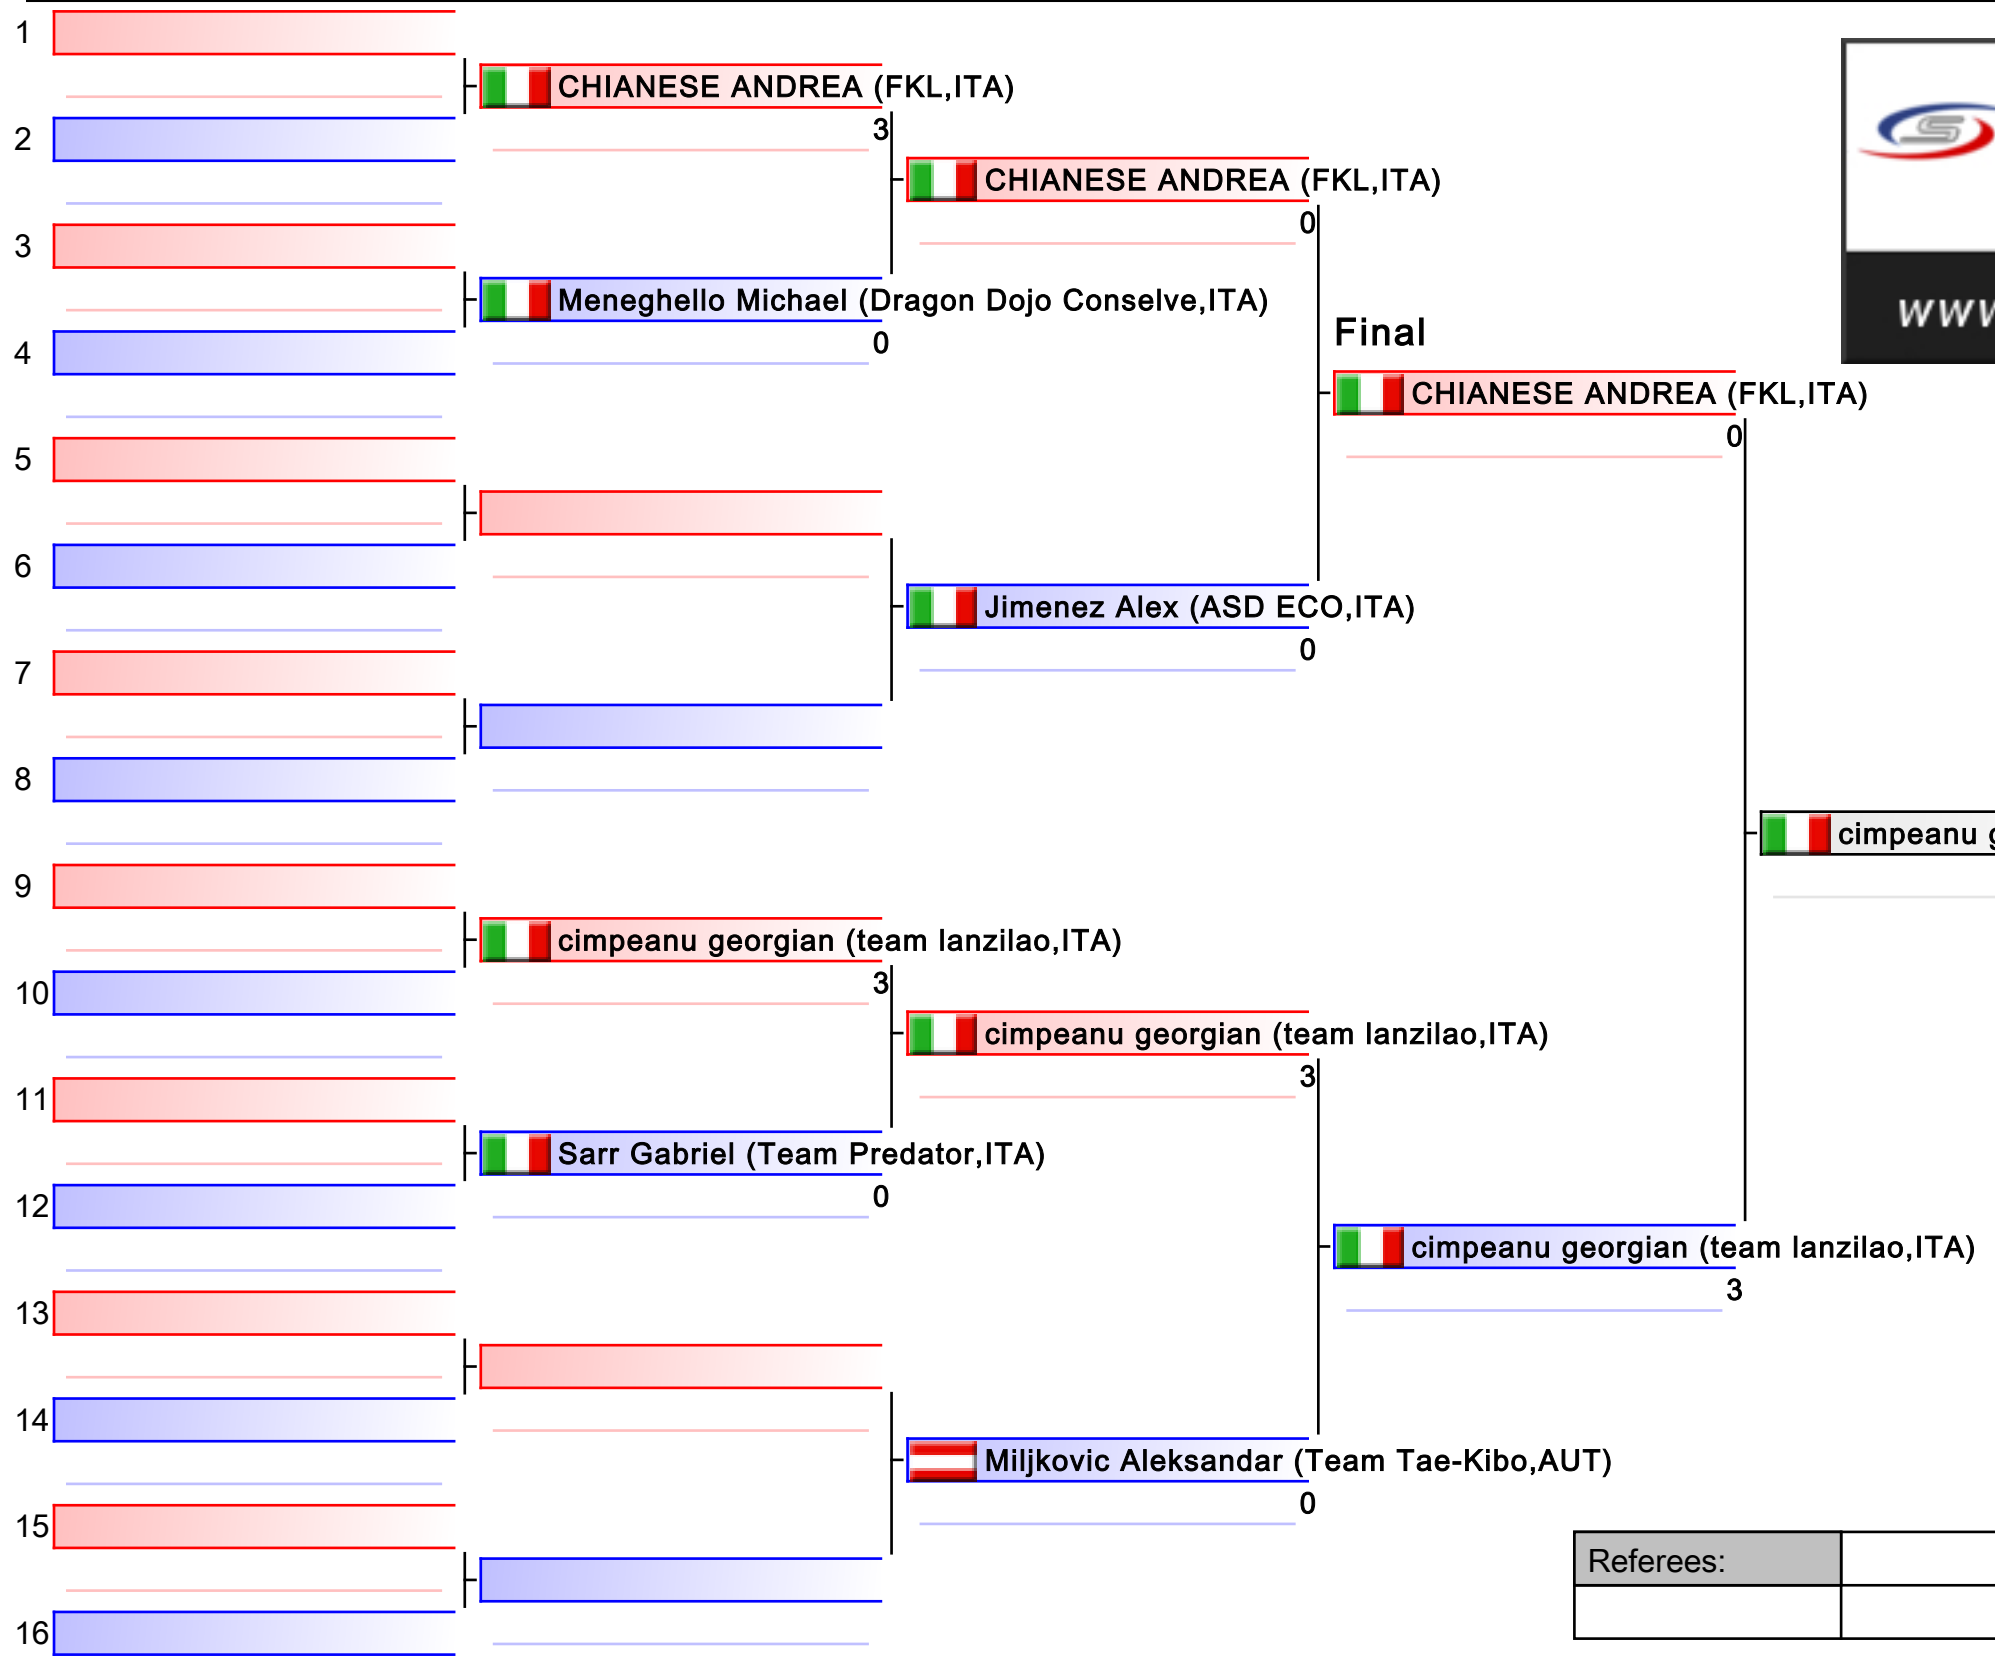 1
CHIANESE ANDREA (FKL,ITA)
3
2
CHIANESE ANDREA (FKL,ITA)
0
3
Meneghello Michael (Dragon Dojo Conselve,ITA)
0
4
Final
CHIANESE ANDREA (FKL,ITA)
0
5
6
Jimenez Alex (ASD ECO,ITA)
0
7
8
cimpeanu g
9
cimpeanu georgian (team lanzilao,ITA)
3
10
cimpeanu georgian (team lanzilao,ITA)
3
11
Sarr Gabriel (Team Predator,ITA)
0
12
cimpeanu georgian (team lanzilao,ITA)
3
13
14
Miljkovic Aleksandar (Team Tae-Kibo,AUT)
0
15
16
Referees:
www